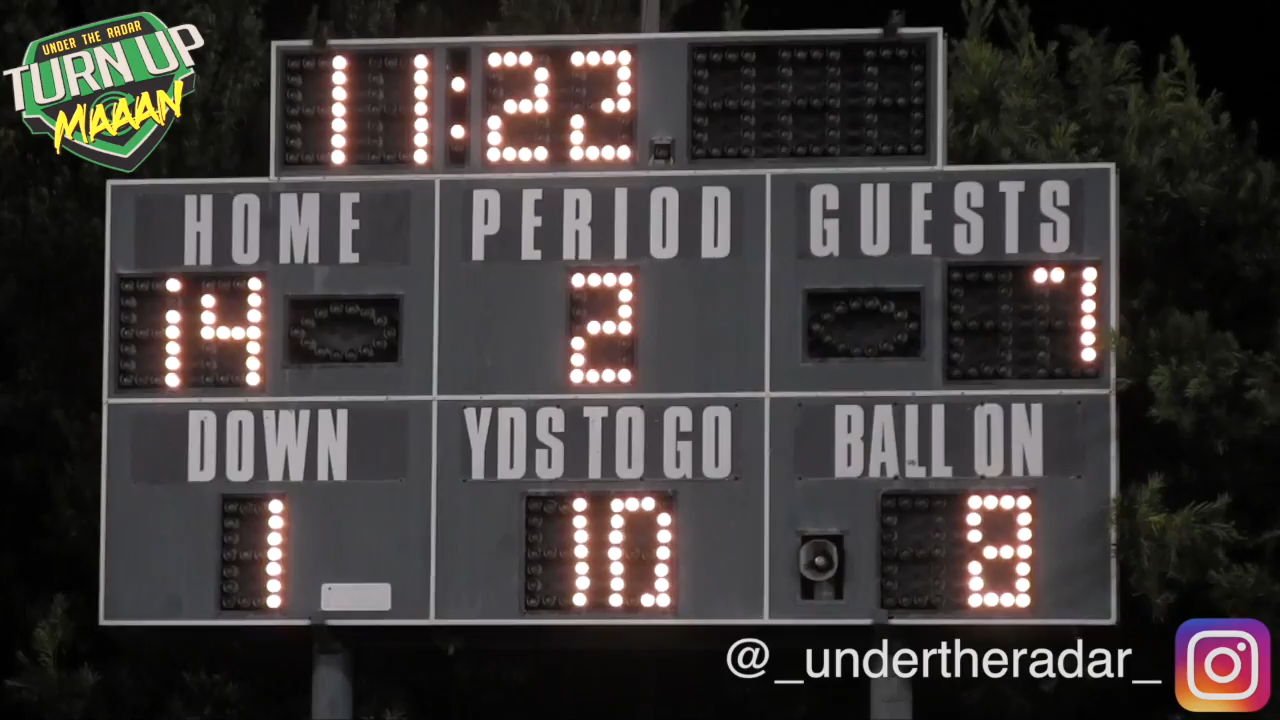 UNDER THE RADAR
TURN UP
MAAAN
11:22
HOME PERIOD GUESTS
14 2 7
DOWN YDS TO GO BALL ON
1 10 8
@_undertheradar_